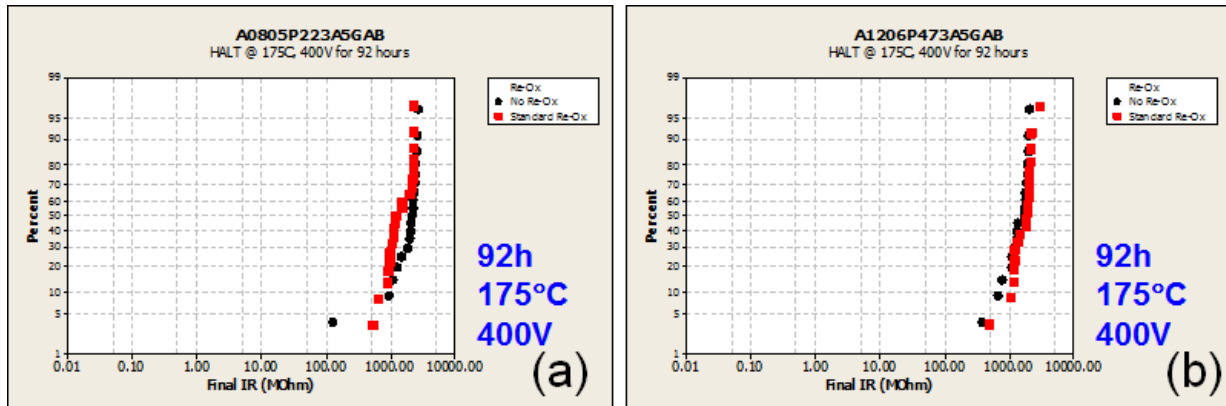 A0805P223A5GAB
HALT @ 175C, 400V for 92 hours
Re-Ox
No Re-Ox
Standard Re-Ox
99
95
90
80
70
60
50
40
30
20
10
5
1
Percent
0.01
0.10
1.00
10.00
100.00
1000.00
10000.00
Final IR (MOhm)
92h
175°C
400V
(a)
A1206P473A5GAB
HALT @ 175C, 400V for 92 hours
Re-Ox
No Re-Ox
Standard Re-Ox
99
95
90
80
70
60
50
40
30
20
10
5
1
Percent
0.01
0.10
1.00
10.00
100.00
1000.00
10000.00
Final IR (MOhm)
92h
175°C
400V
(b)